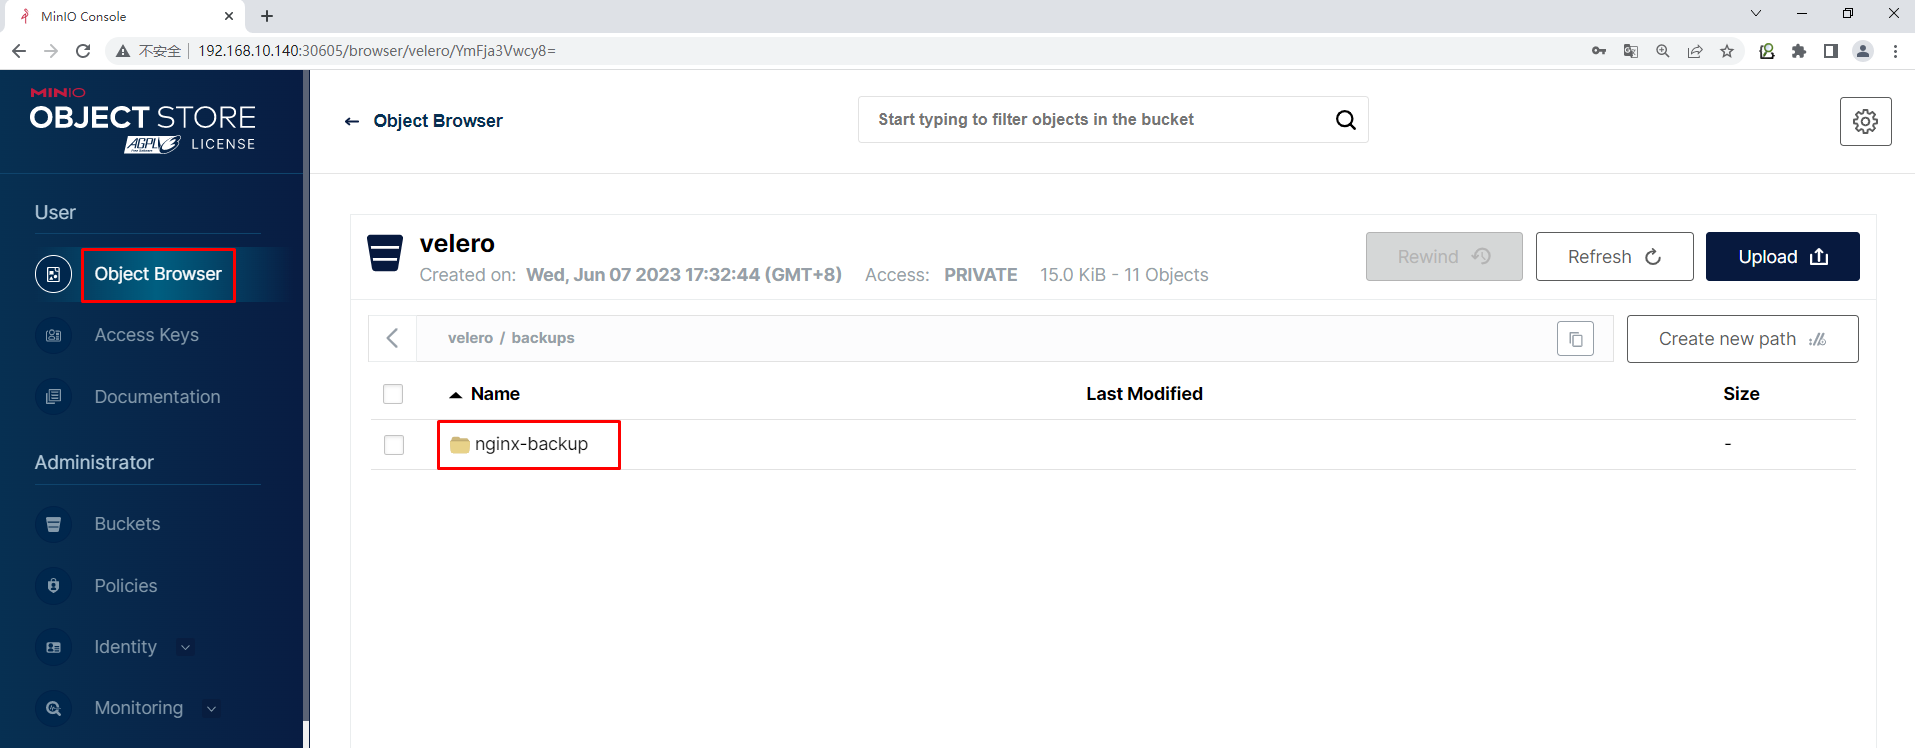 MinIO Console
不安全 192.168.10.140:30605/browser/velero/YmFja3Vwcy8=
MINIO
OBJECT STORE
AGPLv3 LICENSE
Free Software
← Object Browser
Start typing to filter objects in the bucket
User
Object Browser
Access Keys
Documentation
Administrator
Buckets
Policies
Identity
Monitoring
velero
Created on: Wed, Jun 07 2023 17:32:44 (GMT+8) Access: PRIVATE 15.0 KiB - 11 Objects
Rewind
Refresh
Upload
velero / backups
Create new path
Name Last Modified Size
nginx-backup -